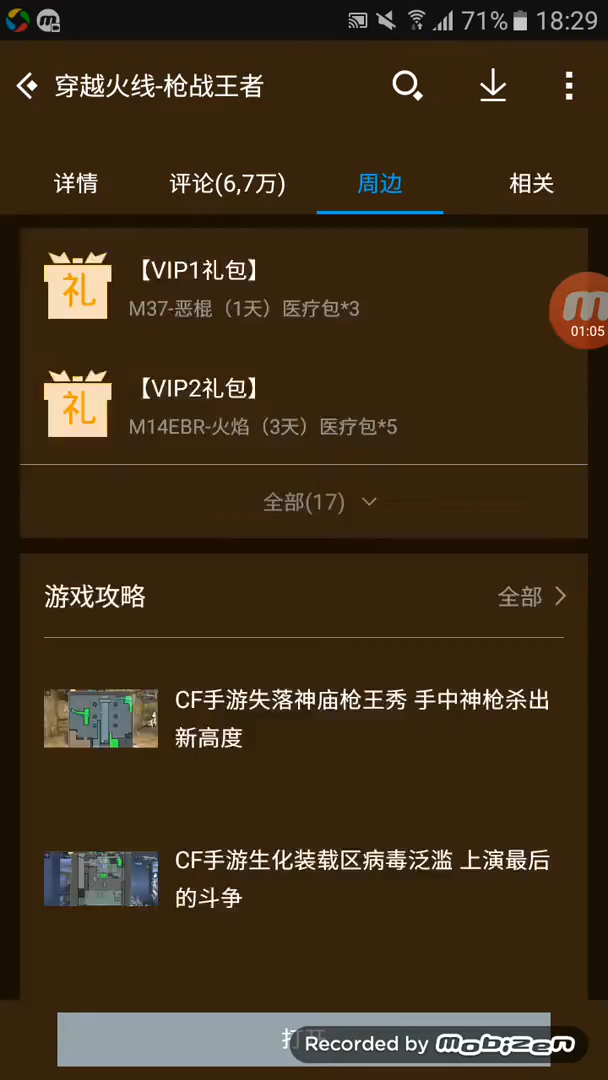 71% 18:29
穿越火线-枪战王者
详情 评论(6,7万) 周边 相关
礼
【VIP1礼包】
M37-恶棍（1天）医疗包*3
01:05
礼
【VIP2礼包】
M14EBR-火焰（3天）医疗包*5
全部(17)
游戏攻略 全部
CF手游失落神庙枪王秀 手中神枪杀出
新高度
CF手游生化装载区病毒泛滥 上演最后
的斗争
打开
Recorded by mobizen